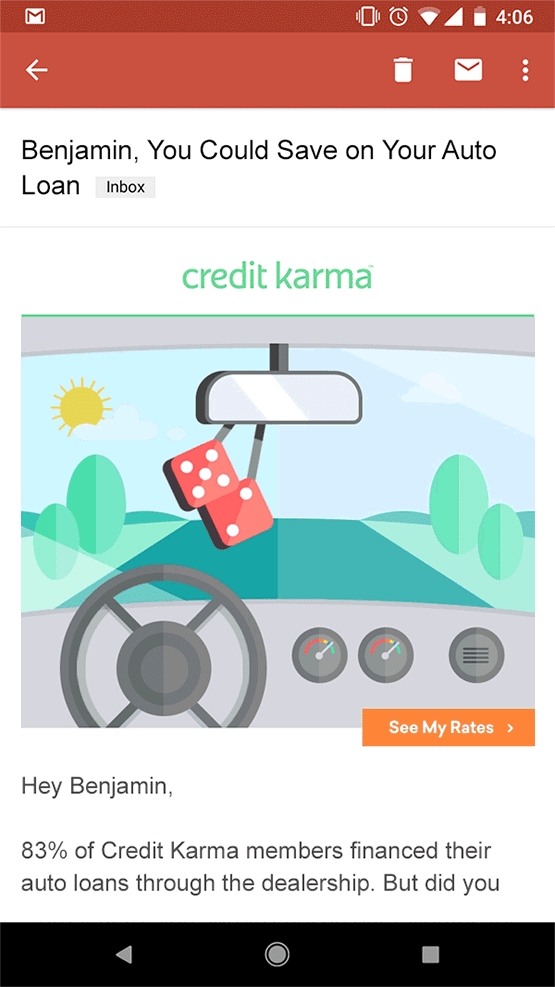 4:06
Benjamin, You Could Save on Your Auto
Loan Inbox
credit karma™
See My Rates ›
Hey Benjamin,
83% of Credit Karma members financed their
auto loans through the dealership. But did you